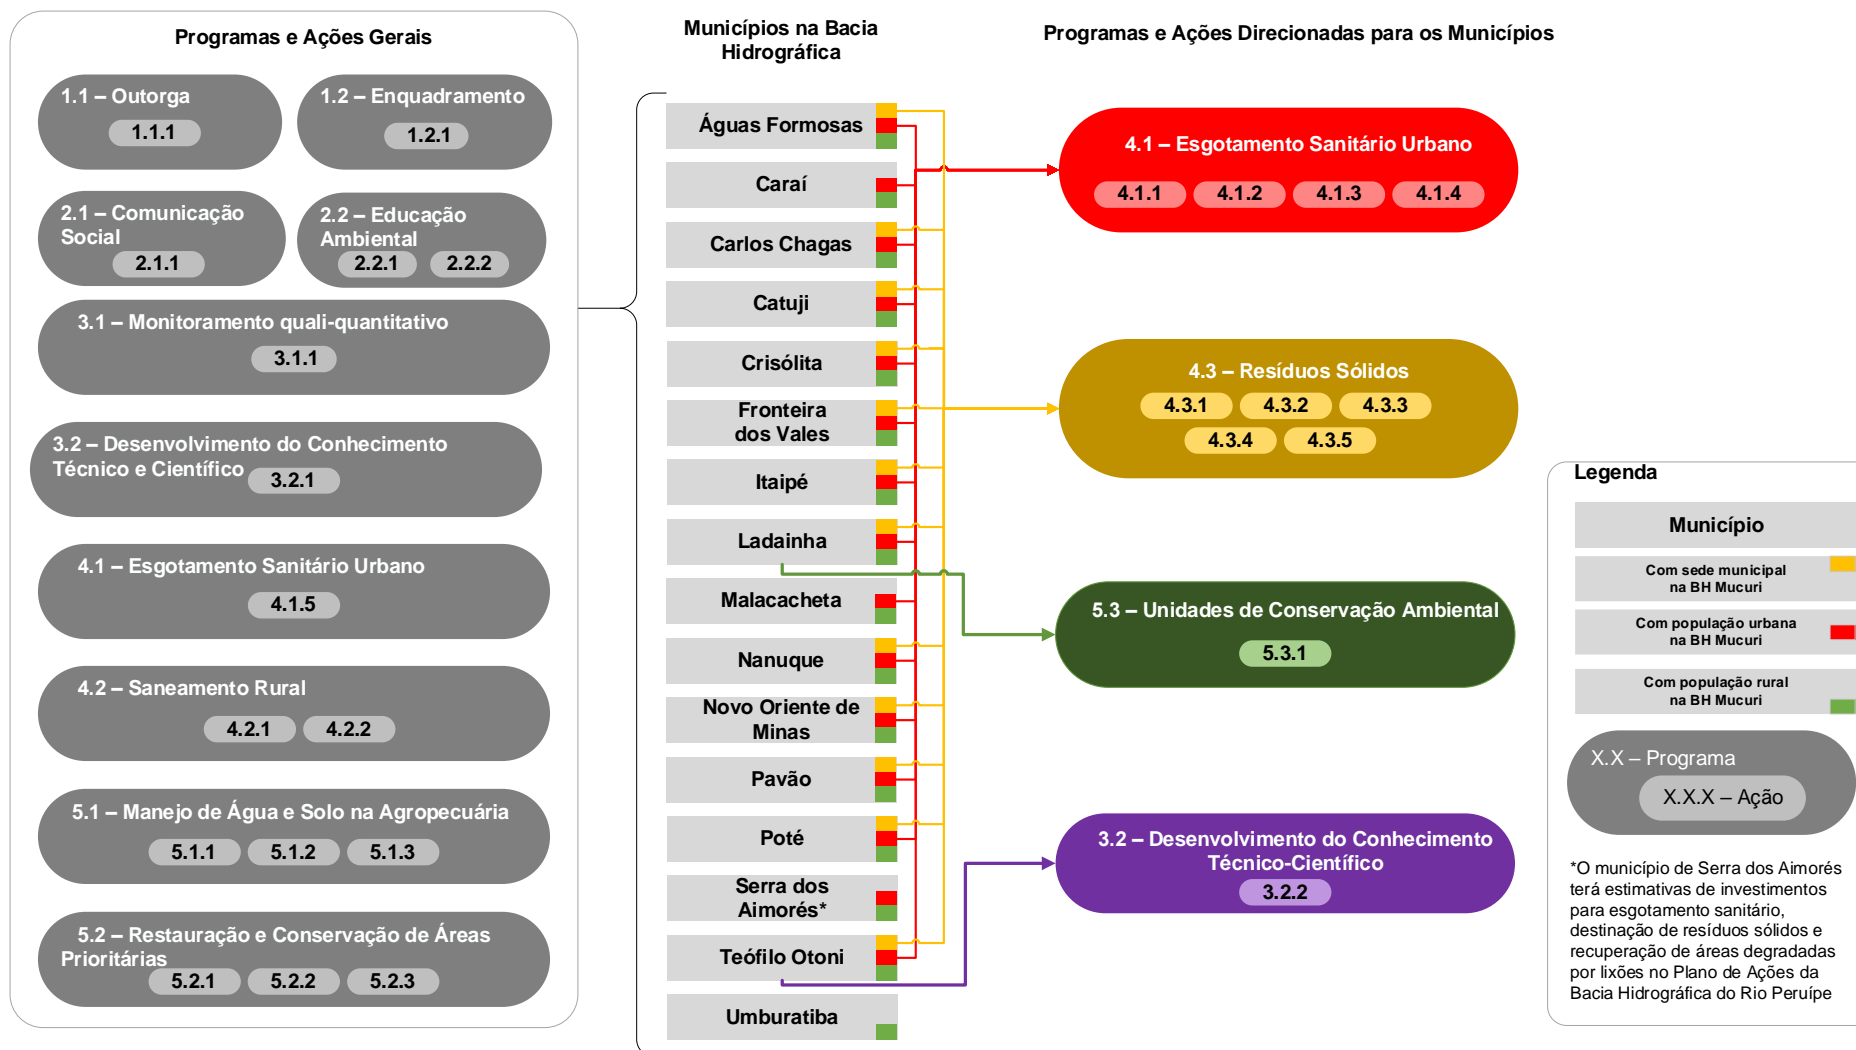 Programas e Ações Gerais
1.1 – Outorga
1.1.1
1.2 – Enquadramento
1.2.1
2.1 – Comunicação
Social
2.1.1
2.2 – Educação
Ambiental
2.2.1
2.2.2
3.1 – Monitoramento quali-quantitativo
3.1.1
3.2 – Desenvolvimento do Conhecimento
Técnico e Científico
3.2.1
4.1 – Esgotamento Sanitário Urbano
4.1.5
4.2 – Saneamento Rural
4.2.1
4.2.2
5.1 – Manejo de Água e Solo na Agropecuária
5.1.1
5.1.2
5.1.3
5.2 – Restauração e Conservação de Áreas
Prioritárias
5.2.1
5.2.2
5.2.3
Municípios na Bacia
Hidrográfica
Águas Formosas
Caraí
Carlos Chagas
Catuji
Crisólita
Fronteira
dos Vales
Itaipé
Ladainha
Malacacheta
Nanuque
Novo Oriente de
Minas
Pavão
Poté
Serra dos
Aimorés*
Teófilo Otoni
Umburatiba
Programas e Ações Direcionadas para os Municípios
4.1 – Esgotamento Sanitário Urbano
4.1.1
4.1.2
4.1.3
4.1.4
4.3 – Resíduos Sólidos
4.3.1
4.3.2
4.3.3
4.3.4
4.3.5
5.3 – Unidades de Conservação Ambiental
5.3.1
3.2 – Desenvolvimento do Conhecimento
Técnico-Científico
3.2.2
Legenda
Município
Com sede municipal
na BH Mucuri
Com população urbana
na BH Mucuri
Com população rural
na BH Mucuri
X.X – Programa
X.X.X – Ação
*O município de Serra dos Aimorés
terá estimativas de investimentos
para esgotamento sanitário,
destinação de resíduos sólidos e
recuperação de áreas degradadas
por lixões no Plano de Ações da
Bacia Hidrográfica do Rio Peruípe